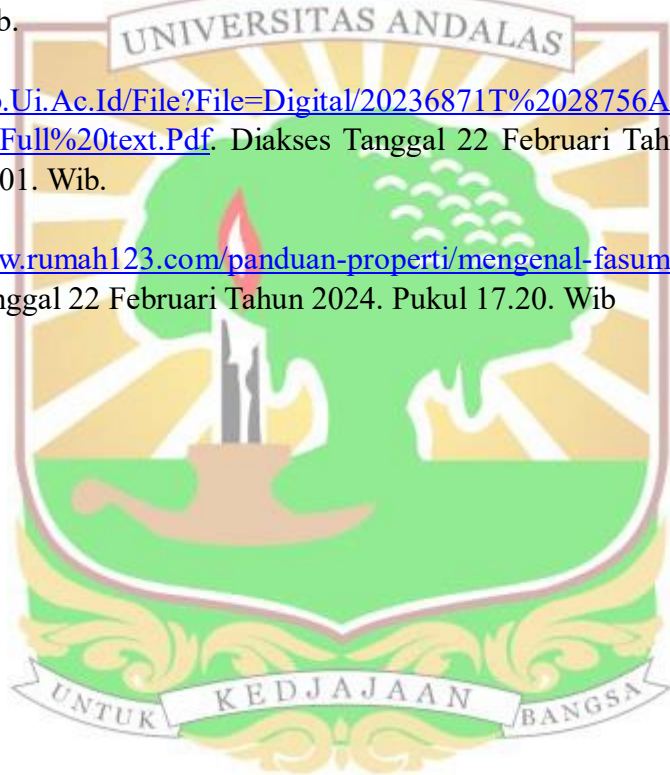 b.
UNIVERSITAS ANDALAS
.Ui.Ac.Id/File?File=Digital/20236871T%2028756A
Full%20text.Pdf. Diakses Tanggal 22 Februari Tah
01. Wib.
w.rumah123.com/panduan-properti/mengenal-fasum
nggal 22 Februari Tahun 2024. Pukul 17.20. Wib
UNTUK KEDJAJAAN BANGSA